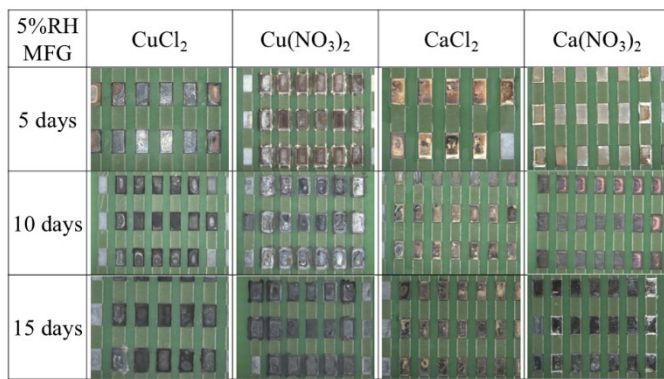 5%RH
MFG
CuCl2
Cu(NO3)2
CaCl2
Ca(NO3)2
5 days
10 days
15 days